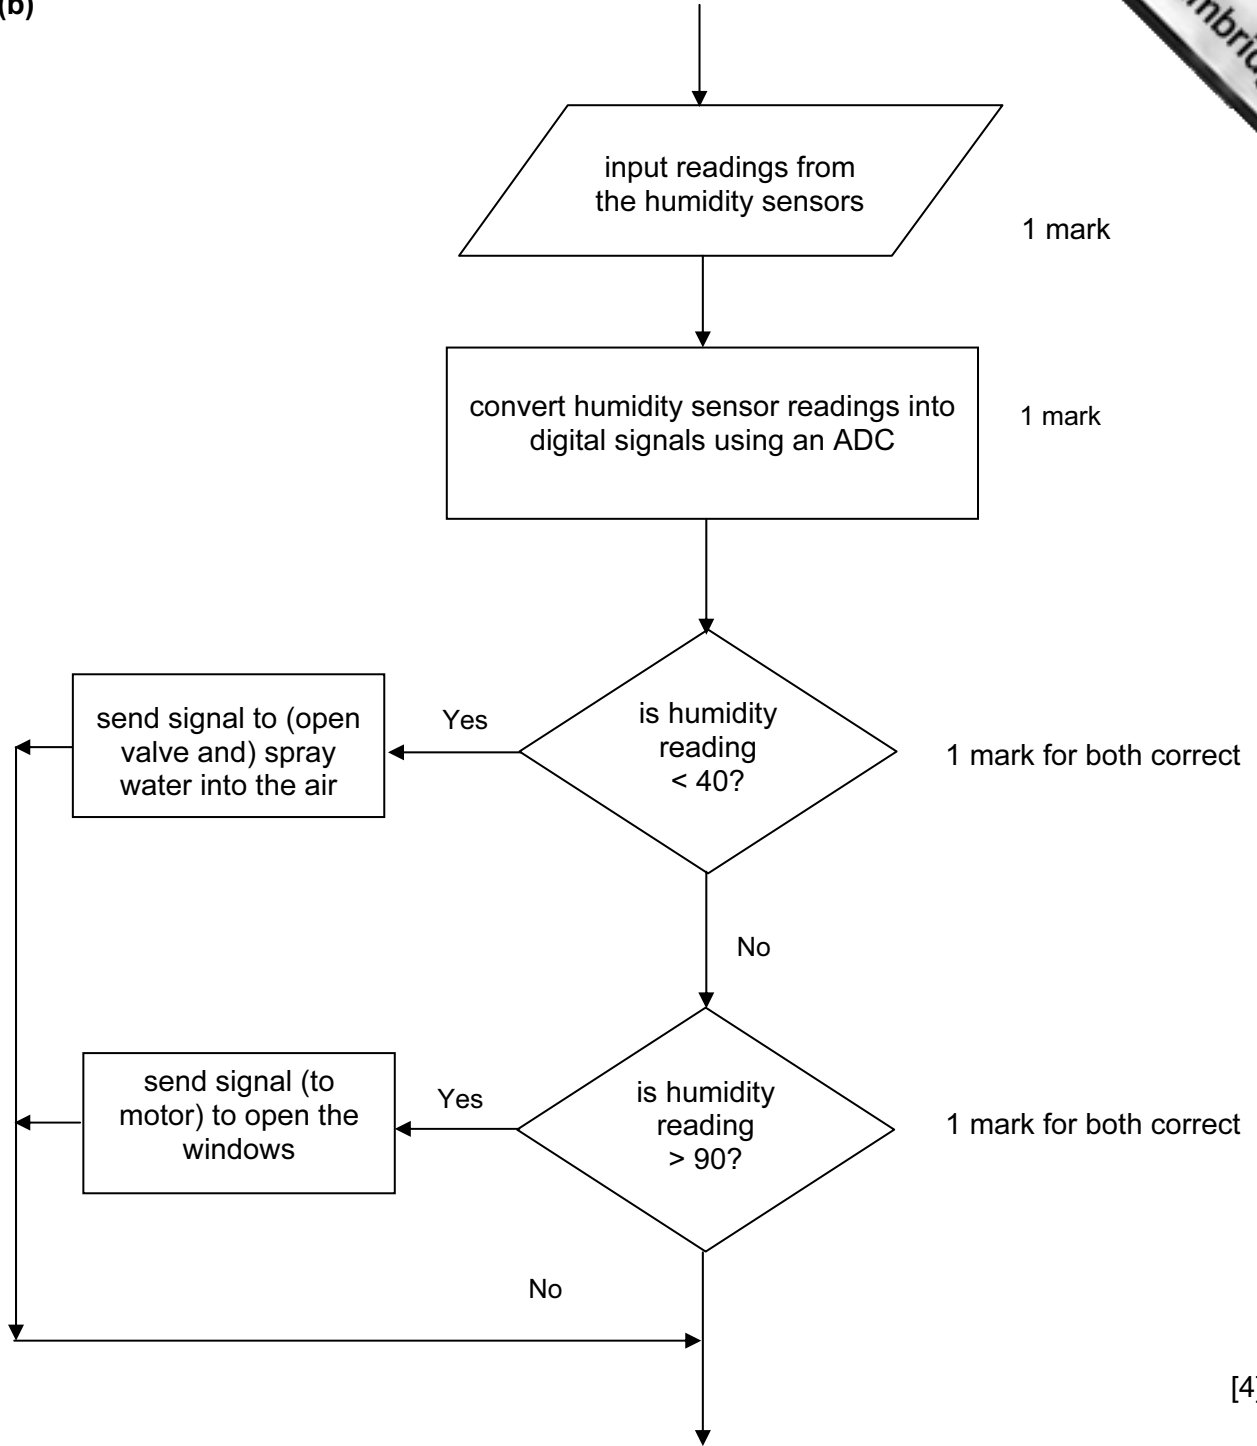 (b)
input readings from
the humidity sensors
1 mark
convert humidity sensor readings into
digital signals using an ADC
1 mark
send signal to (open
valve and) spray
water into the air
Yes
is humidity
reading
< 40?
1 mark for both correct
No
send signal (to
motor) to open the
windows
Yes
is humidity
reading
> 90?
1 mark for both correct
No
[4]